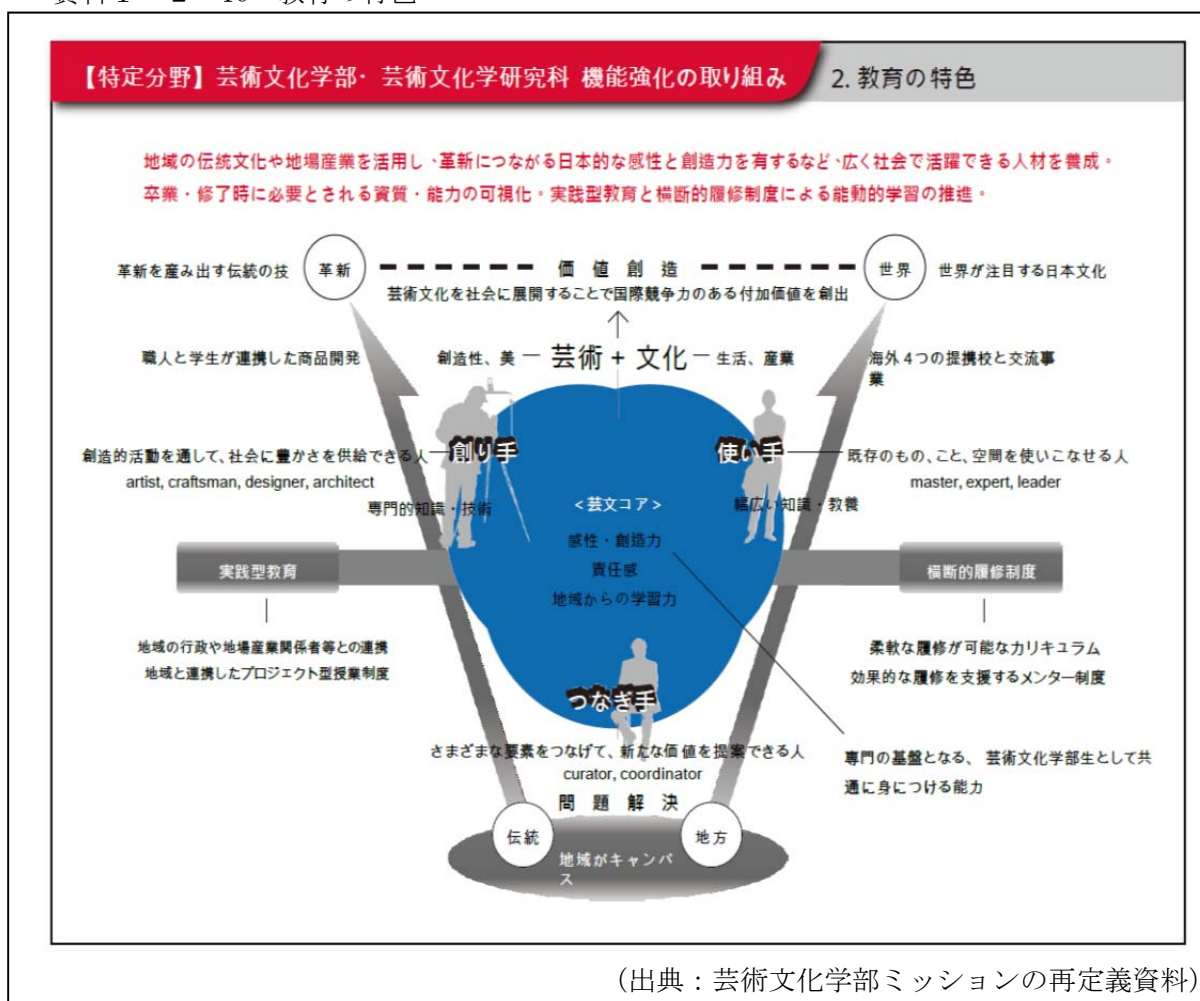 【特定分野】芸術文化学部・芸術文化学研究科 機能強化の取り組み
2. 教育の特色
地域の伝統文化や地場産業を活用し、革新につながる日本的な感性と創造力を有するなど、広く社会で活躍できる人材を養成。
卒業・修了時に必要とされる資質・能力の可視化。実践型教育と横断的履修制度による能動的学習の推進。
革新を産み出す伝統の技
革新
価値創造
世界
世界が注目する日本文化
芸術文化を社会に展開することで国際競争力のある付加価値を創出
職人と学生が連携した商品開発
創造性、美
芸術+文化
生活、産業
海外4つの提携校と交流事
業
創り手
使い手
創造的活動を通して、社会に豊かさを供給できる人
artist, craftsman, designer, architect
既存のもの、こと、空間を使いこなせる人
master, expert, leader
専門的知識・技術
<芸文コア>
幅広い知識・教養
感性・創造力
責任感
地域からの学習力
実践型教育
横断的履修制度
地域の行政や地場産業関係者等との連携
地域と連携したプロジェクト型授業制度
柔軟な履修が可能なカリキュラム
効果的な履修を支援するメンター制度
つなぎ手
さまざまな要素をつなげて、新たな価値を提案できる人
curator, coordinator
専門の基盤となる、芸術文化学部生として共
通に身につける能力
問題解決
伝統
地方
地域がキャンパ
ス
(出典：芸術文化学部ミッションの再定義資料)